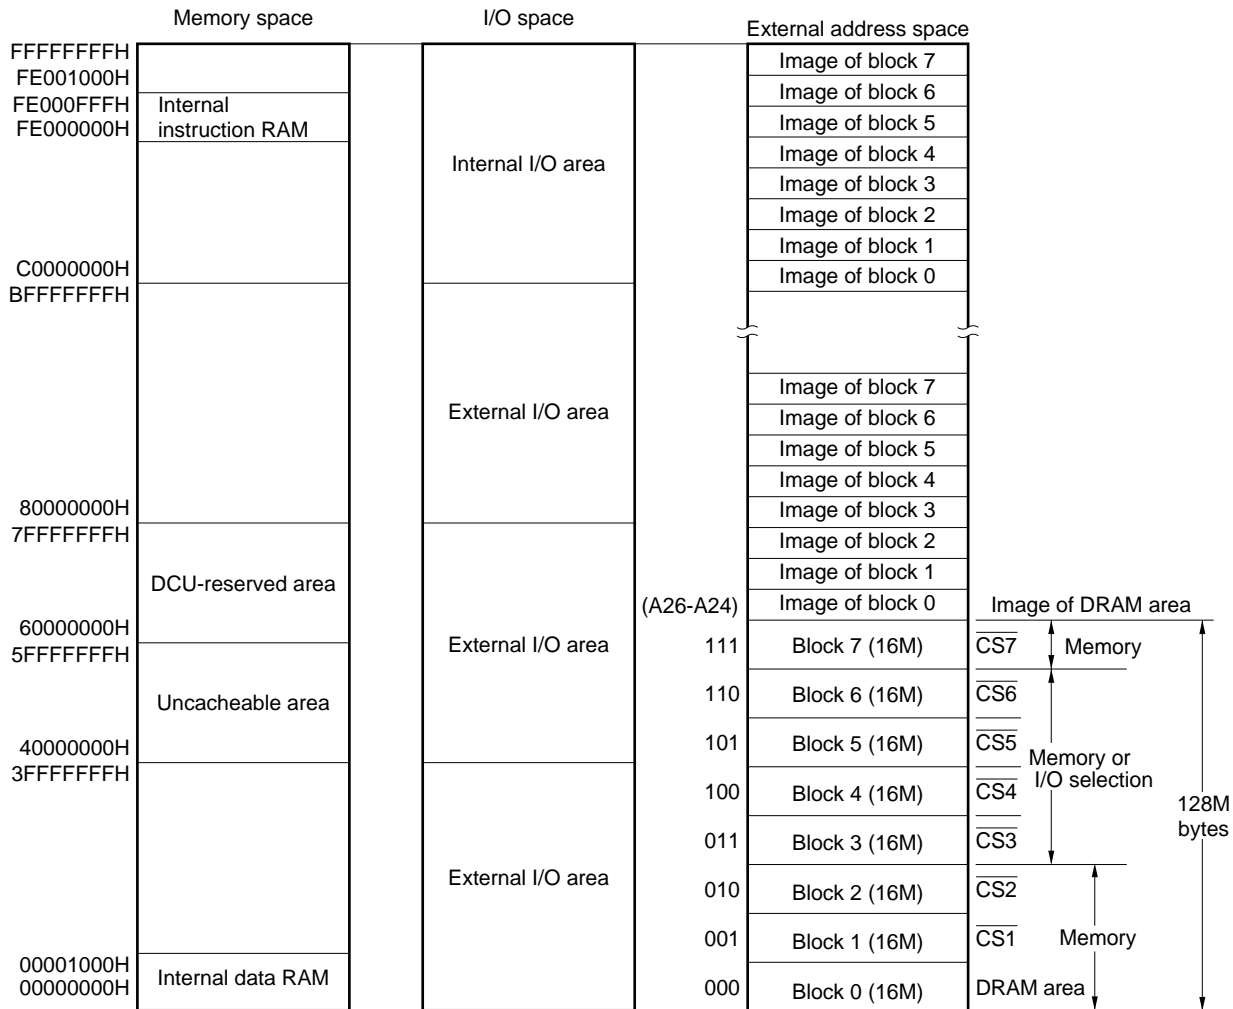 Memory space
I/O space
External address space
FFFFFFFFH
FE001000H
FE000FFFH
FE000000H
Internal
instruction RAM
C0000000H
BFFFFFFFH
80000000H
7FFFFFFFH
DCU-reserved area
60000000H
5FFFFFFFH
Uncacheable area
40000000H
3FFFFFFFH
00001000H
00000000H
Internal data RAM
Internal I/O area
External I/O area
External I/O area
External I/O area
Image of block 7
Image of block 6
Image of block 5
Image of block 4
Image of block 3
Image of block 2
Image of block 1
Image of block 0
Image of block 7
Image of block 6
Image of block 5
Image of block 4
Image of block 3
Image of block 2
Image of block 1
(A26-A24) Image of block 0 Image of DRAM area
111 Block 7 (16M) CS7 Memory
110 Block 6 (16M) CS6
101 Block 5 (16M) CS5
Memory or
I/O selection
100 Block 4 (16M) CS4
128M
bytes
011 Block 3 (16M) CS3
010 Block 2 (16M) CS2
001 Block 1 (16M) CS1 Memory
000 Block 0 (16M) DRAM area